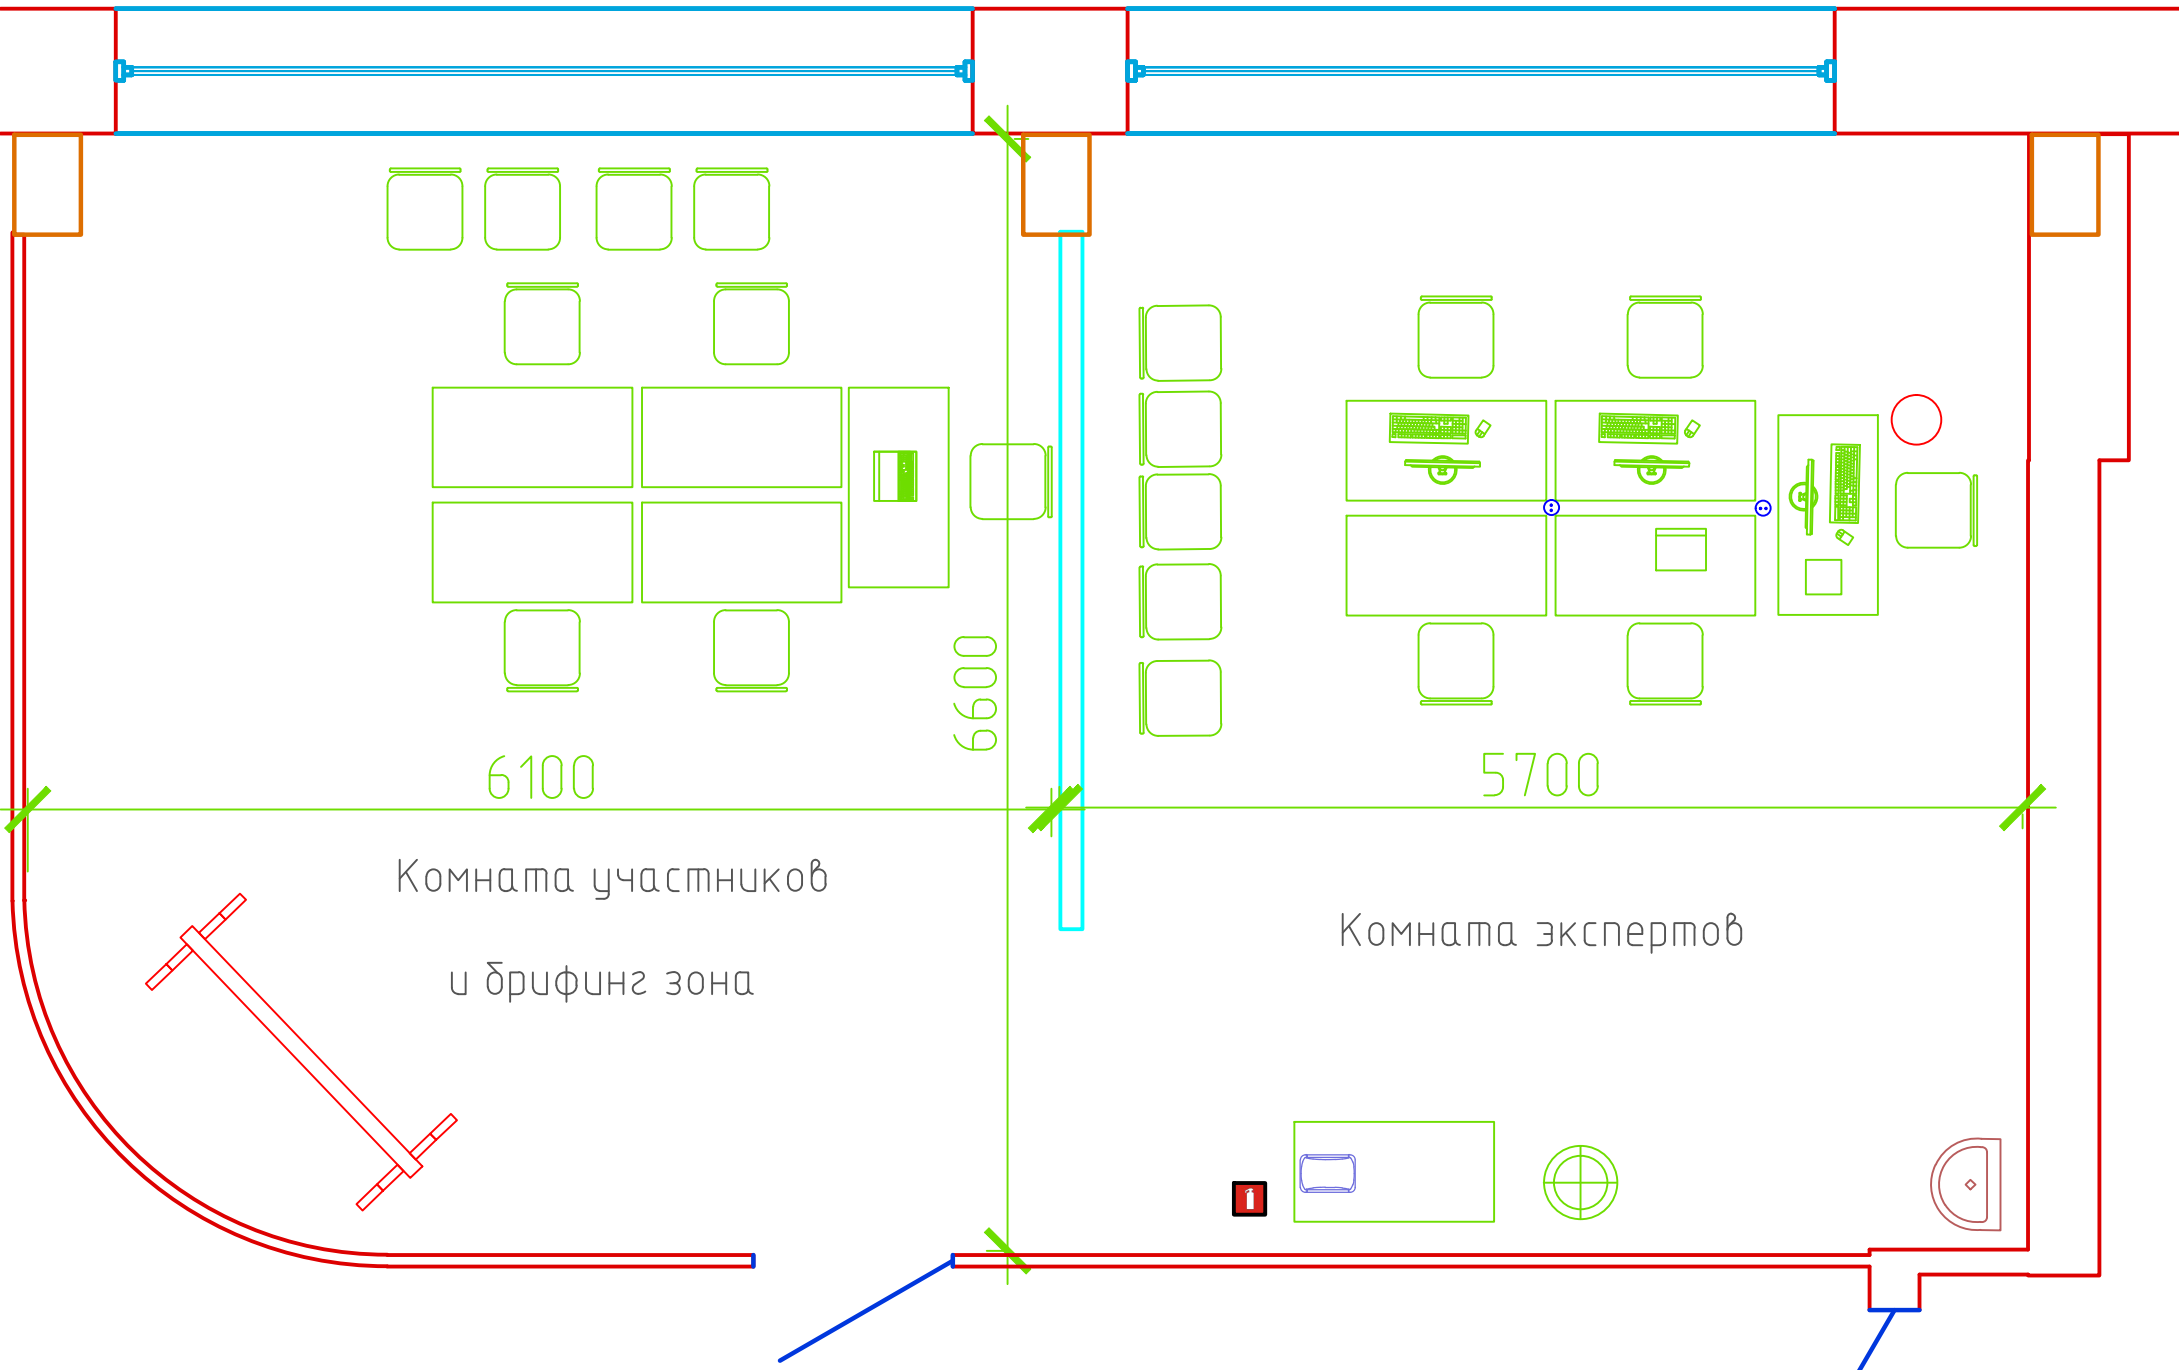 6600
6100
5700
Комната участников
и брифинг зона
Комната экспертов